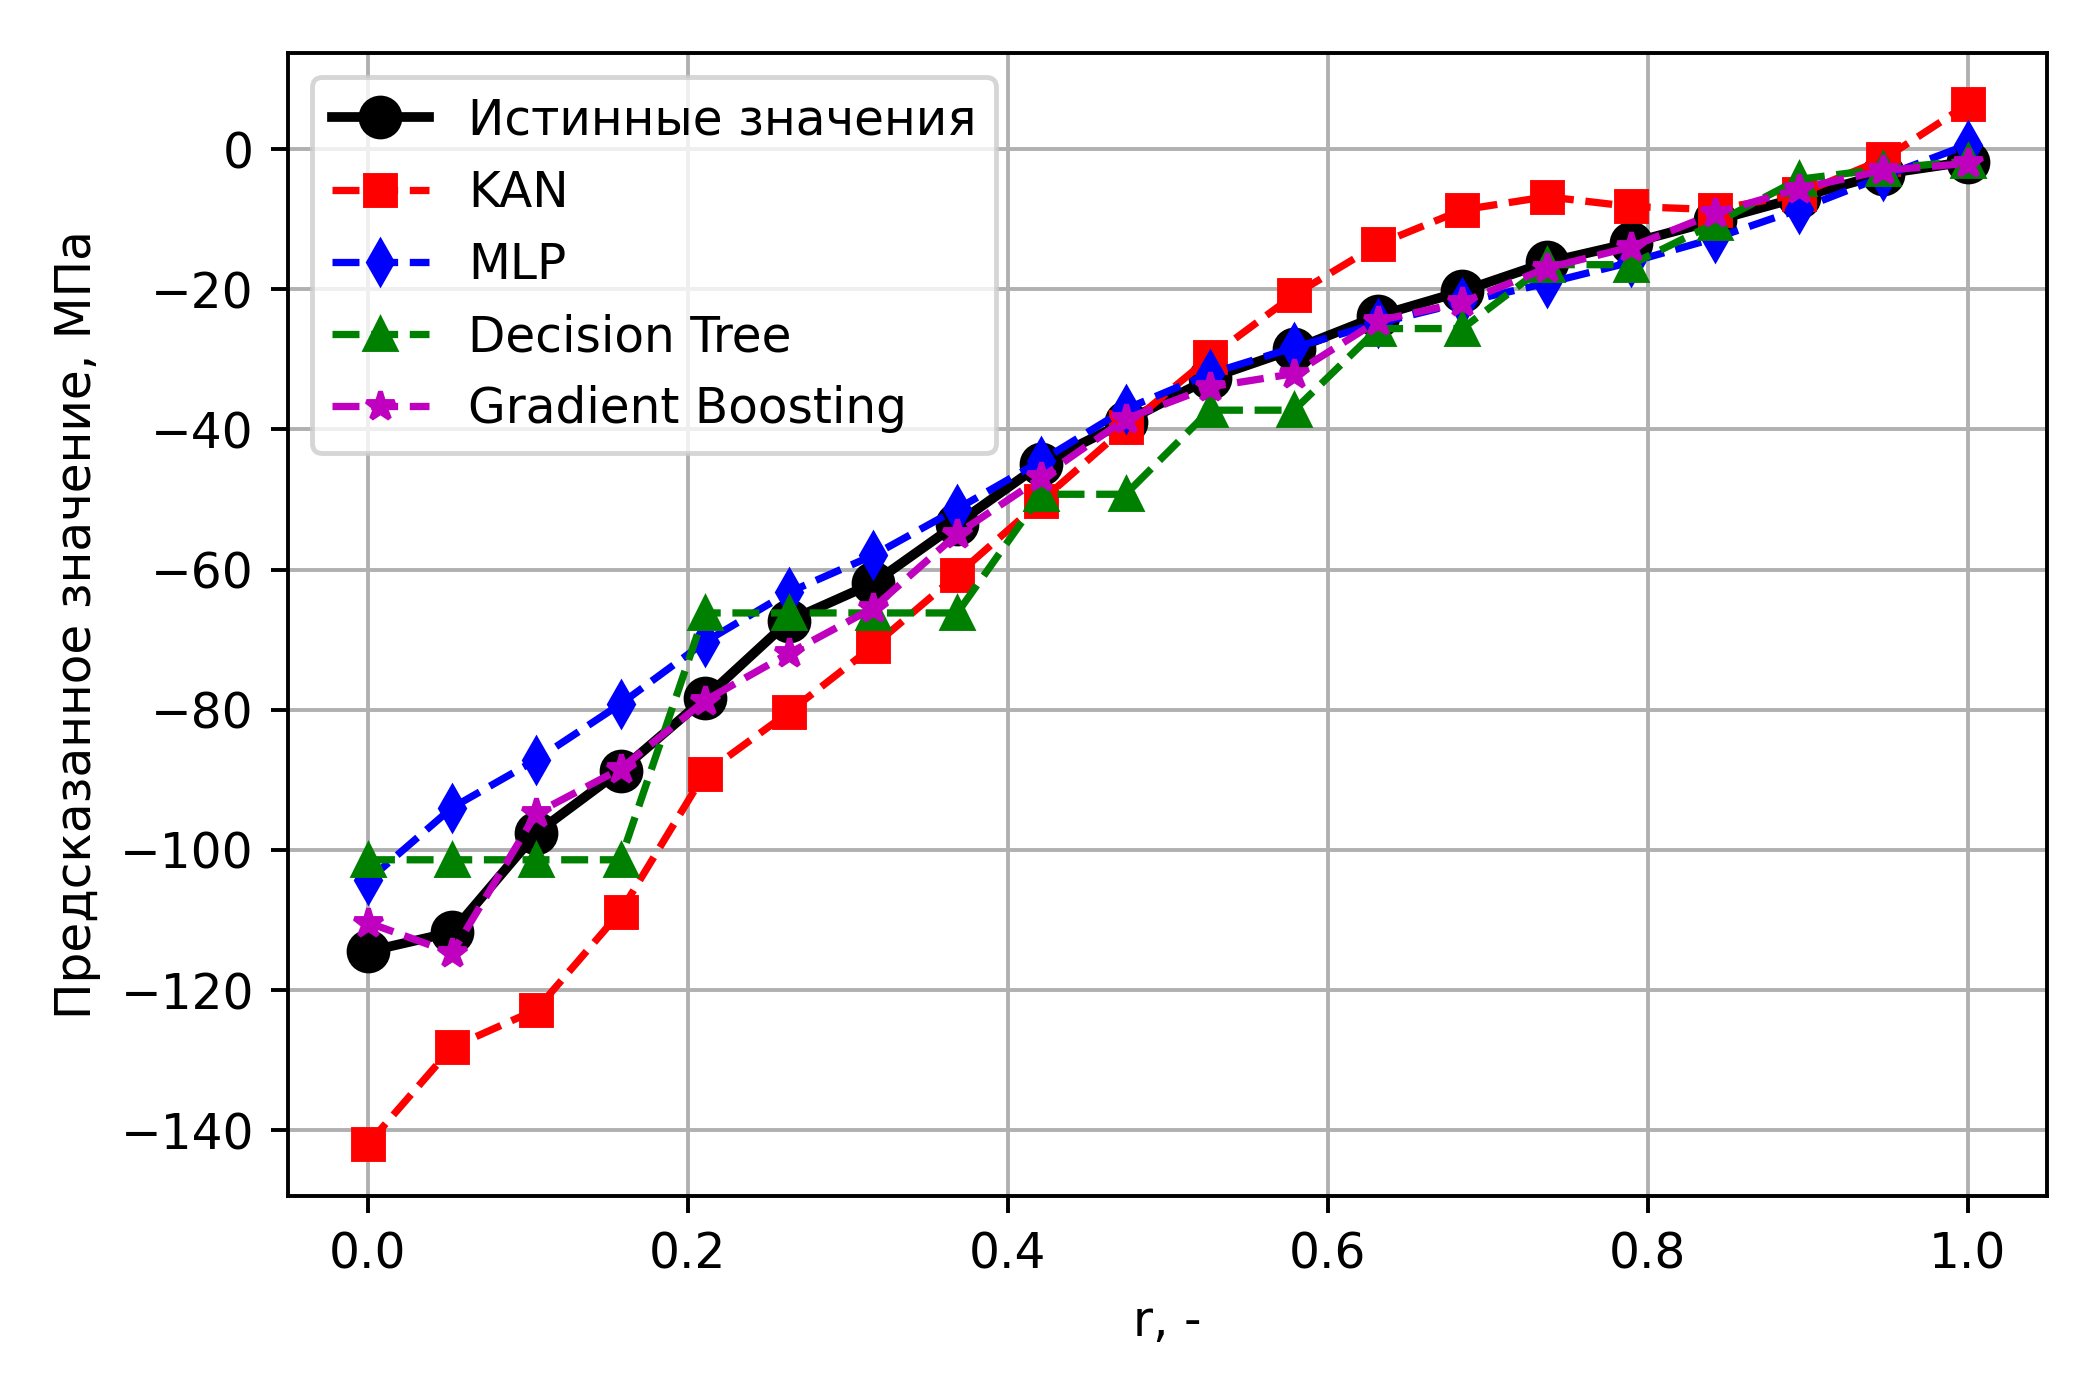 Истинные значения
KAN
MLP
Decision Tree
Gradient Boosting
Предсказанное значение, МПа
0
−20
−40
−60
−80
−100
−120
−140
0.0 0.2 0.4 0.6 0.8 1.0
r, -